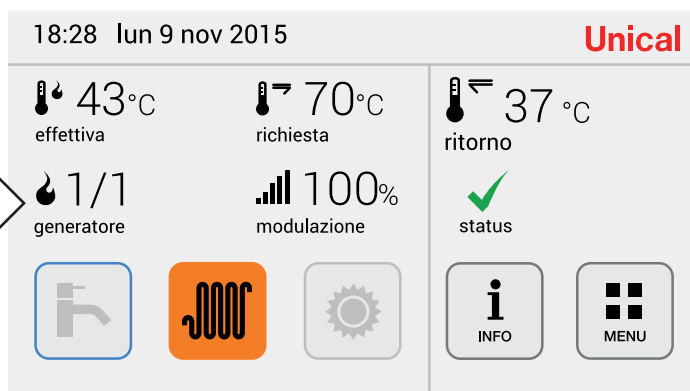 18:28 lun 9 nov 2015
Unical
43°C
effettiva
70°C
richiesta
37 °C
ritorno
1/1
generatore
100%
modulazione
status
INFO
MENU